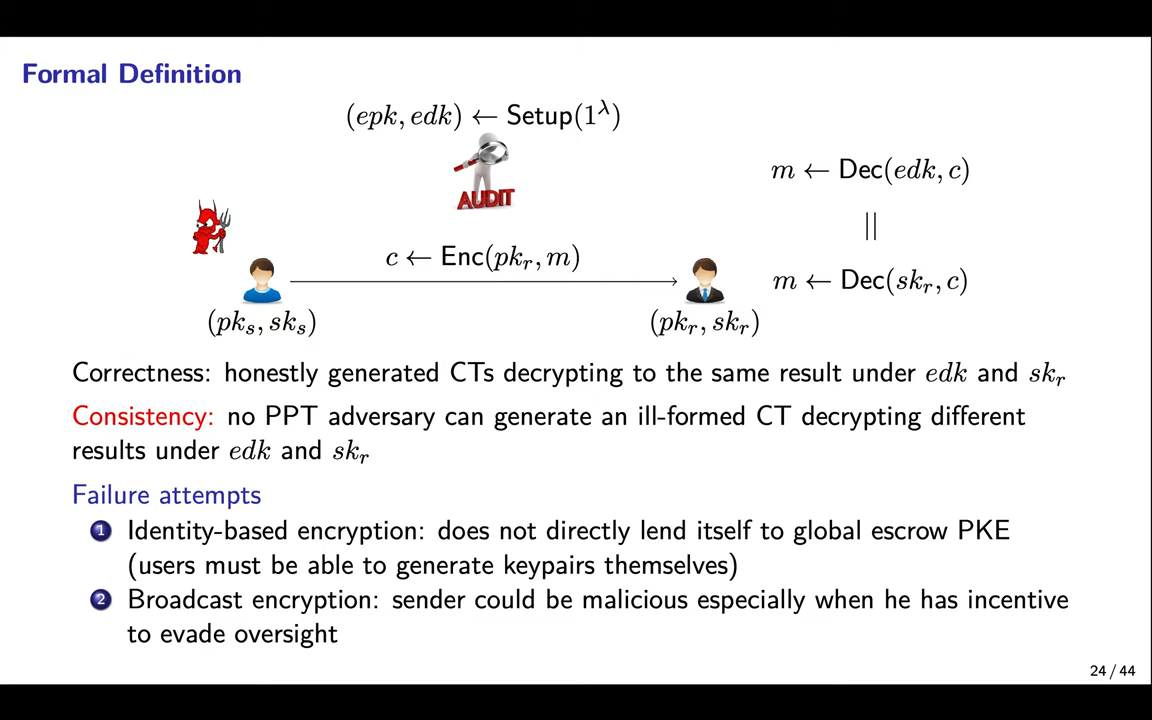 Formal Definition
(epk, edk) ← Setup(1^λ)
AUDIT
m ← Dec(edk, c)
||
c ← Enc(pk_r, m)
m ← Dec(sk_r, c)
(pk_s, sk_s)
(pk_r, sk_r)
Correctness: honestly generated CTs decrypting to the same result under edk and sk_r
Consistency: no PPT adversary can generate an ill-formed CT decrypting different
results under edk and sk_r
Failure attempts
1 Identity-based encryption: does not directly lend itself to global escrow PKE
(users must be able to generate keypairs themselves)
2 Broadcast encryption: sender could be malicious especially when he has incentive
to evade oversight
24 / 44